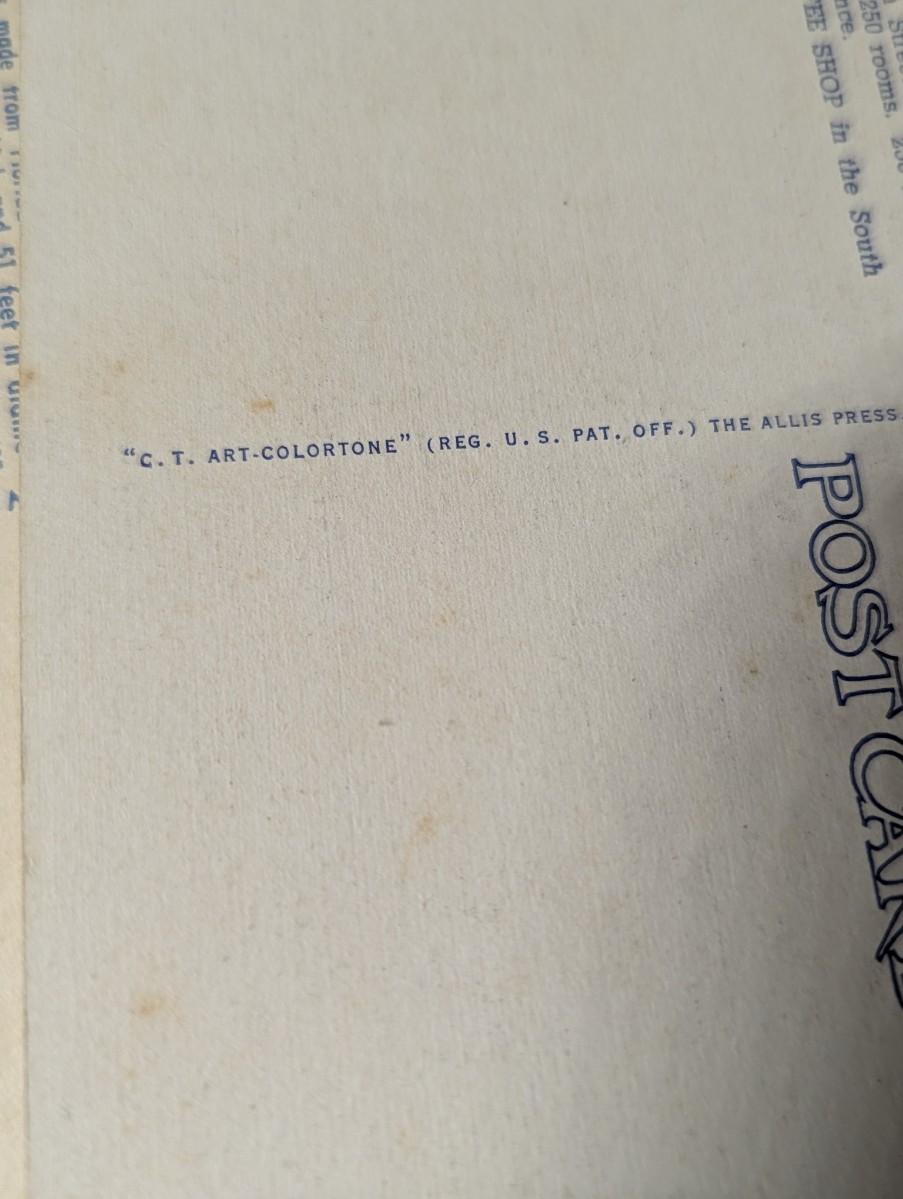 250 rooms,
EE SHOP in the South
"C. T. ART-COLORTONE" (REG. U. S. PAT. OFF.) THE ALLIS PRESS
POST CAR
made from
51 feet in